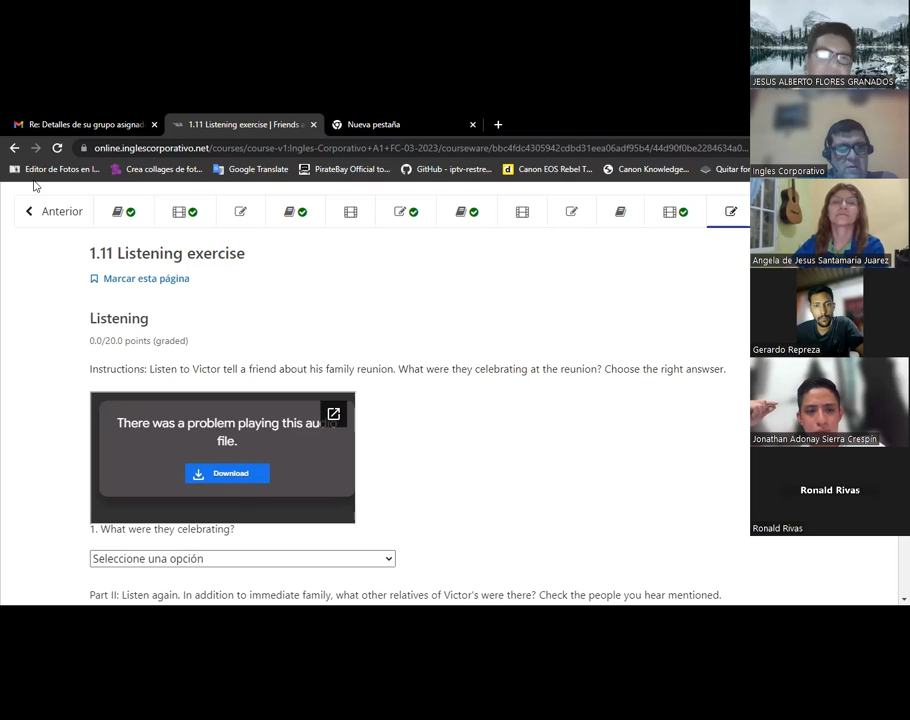 Re: Detalles de su grupo asignad
1.11 Listening exercise | Friends a
Nueva pestaña
online.inglescorporativo.net/courses/course-v1:Ingles-Corporativo+A1+FC-03-2023/courseware/bbc4fdc4305942cdbd31eea06adf95b4/44d90f0be2284634a0...
Editor de Fotos en l...
Crea collages de fot...
Google Translate
PirateBay Official to...
GitHub - iptv-restre...
Canon EOS Rebel T...
Canon Knowledge...
Quitar for
Anterior
1.11 Listening exercise
Marcar esta página
Listening
0.0/20.0 points (graded)
Instructions: Listen to Victor tell a friend about his family reunion. What were they celebrating at the reunion? Choose the right answser.
There was a problem playing this audio
file.
Download
1. What were they celebrating?
Seleccione una opción
Part II: Listen again. In addition to immediate family, what other relatives of Victor's were there? Check the people you hear mentioned.
JESUS ALBERTO FLORES GRANADOS
Ingles Corporativo
Angela de Jesus Santamaria Juarez
Gerardo Repreza
Jonathan Adonay Sierra Crespín
Ronald Rivas
Ronald Rivas